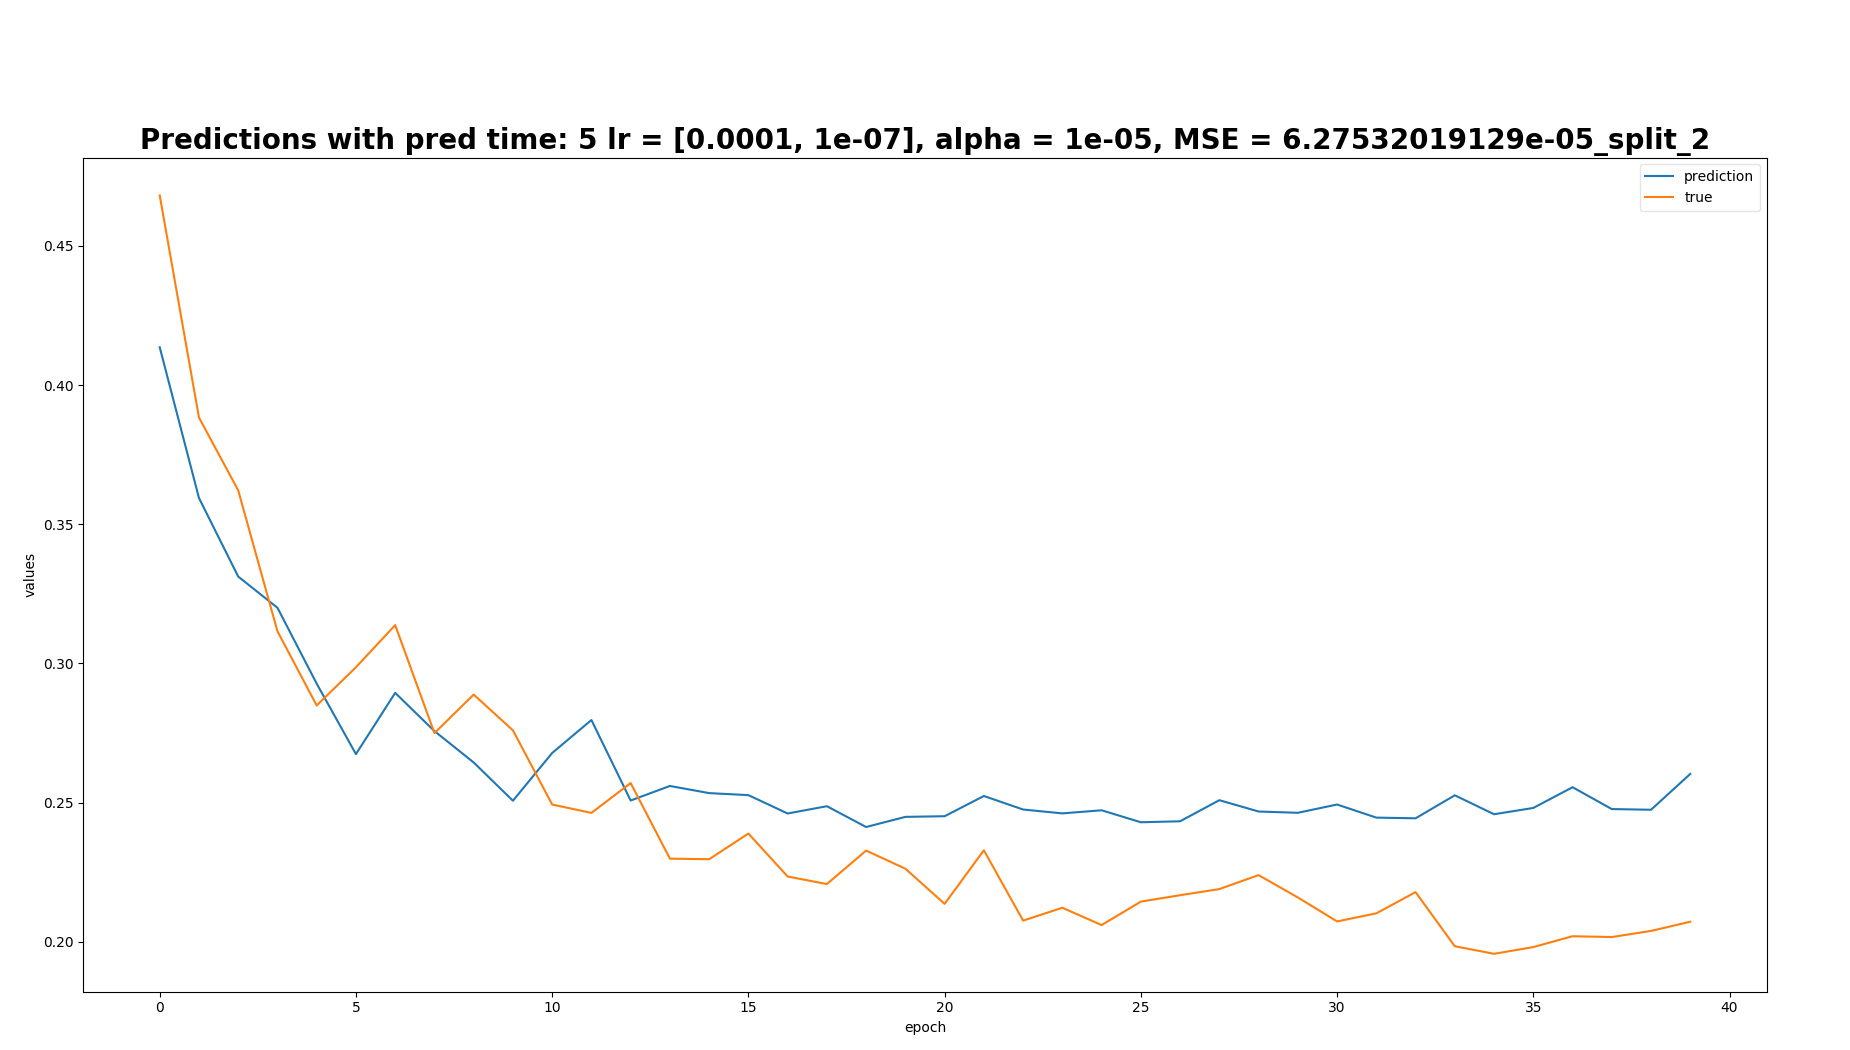 Predictions with pred time: 5 lr = [0.0001, 1e-07], alpha = 1e-05, MSE = 6.27532019129e-05_split_2
prediction
true
0.45
0.40
0.35
0.30
0.25
0.20
values
0 5 10 15 20 25 30 35 40
epoch